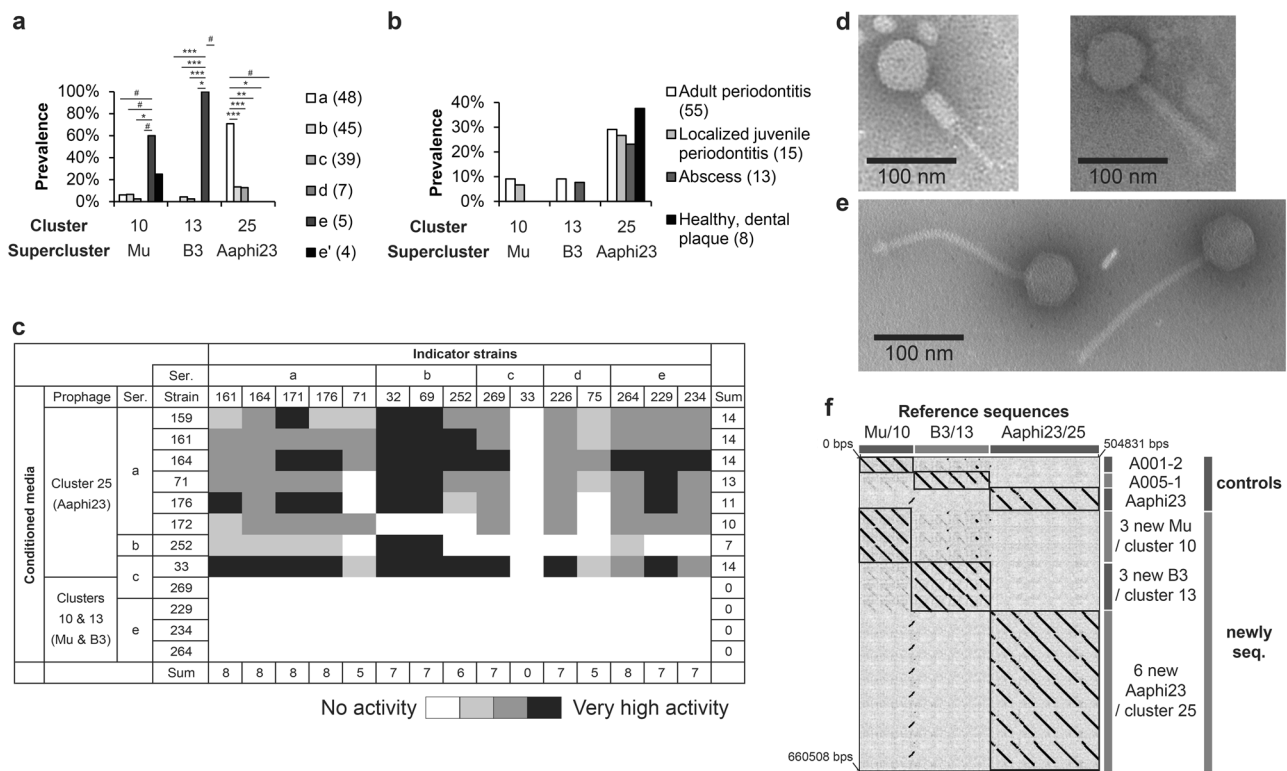 a
***
#
***
#
***
#
*
*
#
#
*
**
***
***
Prevalence
100%
80%
60%
40%
20%
0%
Cluster 10 13 25
Supercluster Mu B3 Aaphi23
a (48)
b (45)
c (39)
d (7)
e (5)
e' (4)
b
Prevalence
40%
30%
20%
10%
0%
Cluster 10 13 25
Supercluster Mu B3 Aaphi23
Adult periodontitis
(55)
Localized juvenile
periodontitis (15)
Abscess (13)
Healthy, dental
plaque (8)
c
Indicator strains
Ser. a b c d e
Prophage Ser. Strain 161 164 171 176 71 32 69 252 269 33 226 75 264 229 234 Sum
Conditioned media
Cluster 25
(Aaphi23)
a
159 14
161 14
164 14
71 13
176 11
172 10
b 252 7
c 33 14
269 0
Clusters
10 & 13
(Mu & B3)
e
229 0
234 0
264 0
Sum 8 8 8 8 5 7 7 6 7 0 7 5 8 7 7
No activity Very high activity
d
100 nm
100 nm
e
100 nm
f
Reference sequences
Mu/10 B3/13 Aaphi23/25
0 bps 504831 bps
A001-2
A005-1
Aaphi23
controls
3 new Mu
/ cluster 10
3 new B3
/ cluster 13
6 new
Aaphi23
/ cluster 25
newly
seq.
660508 bps